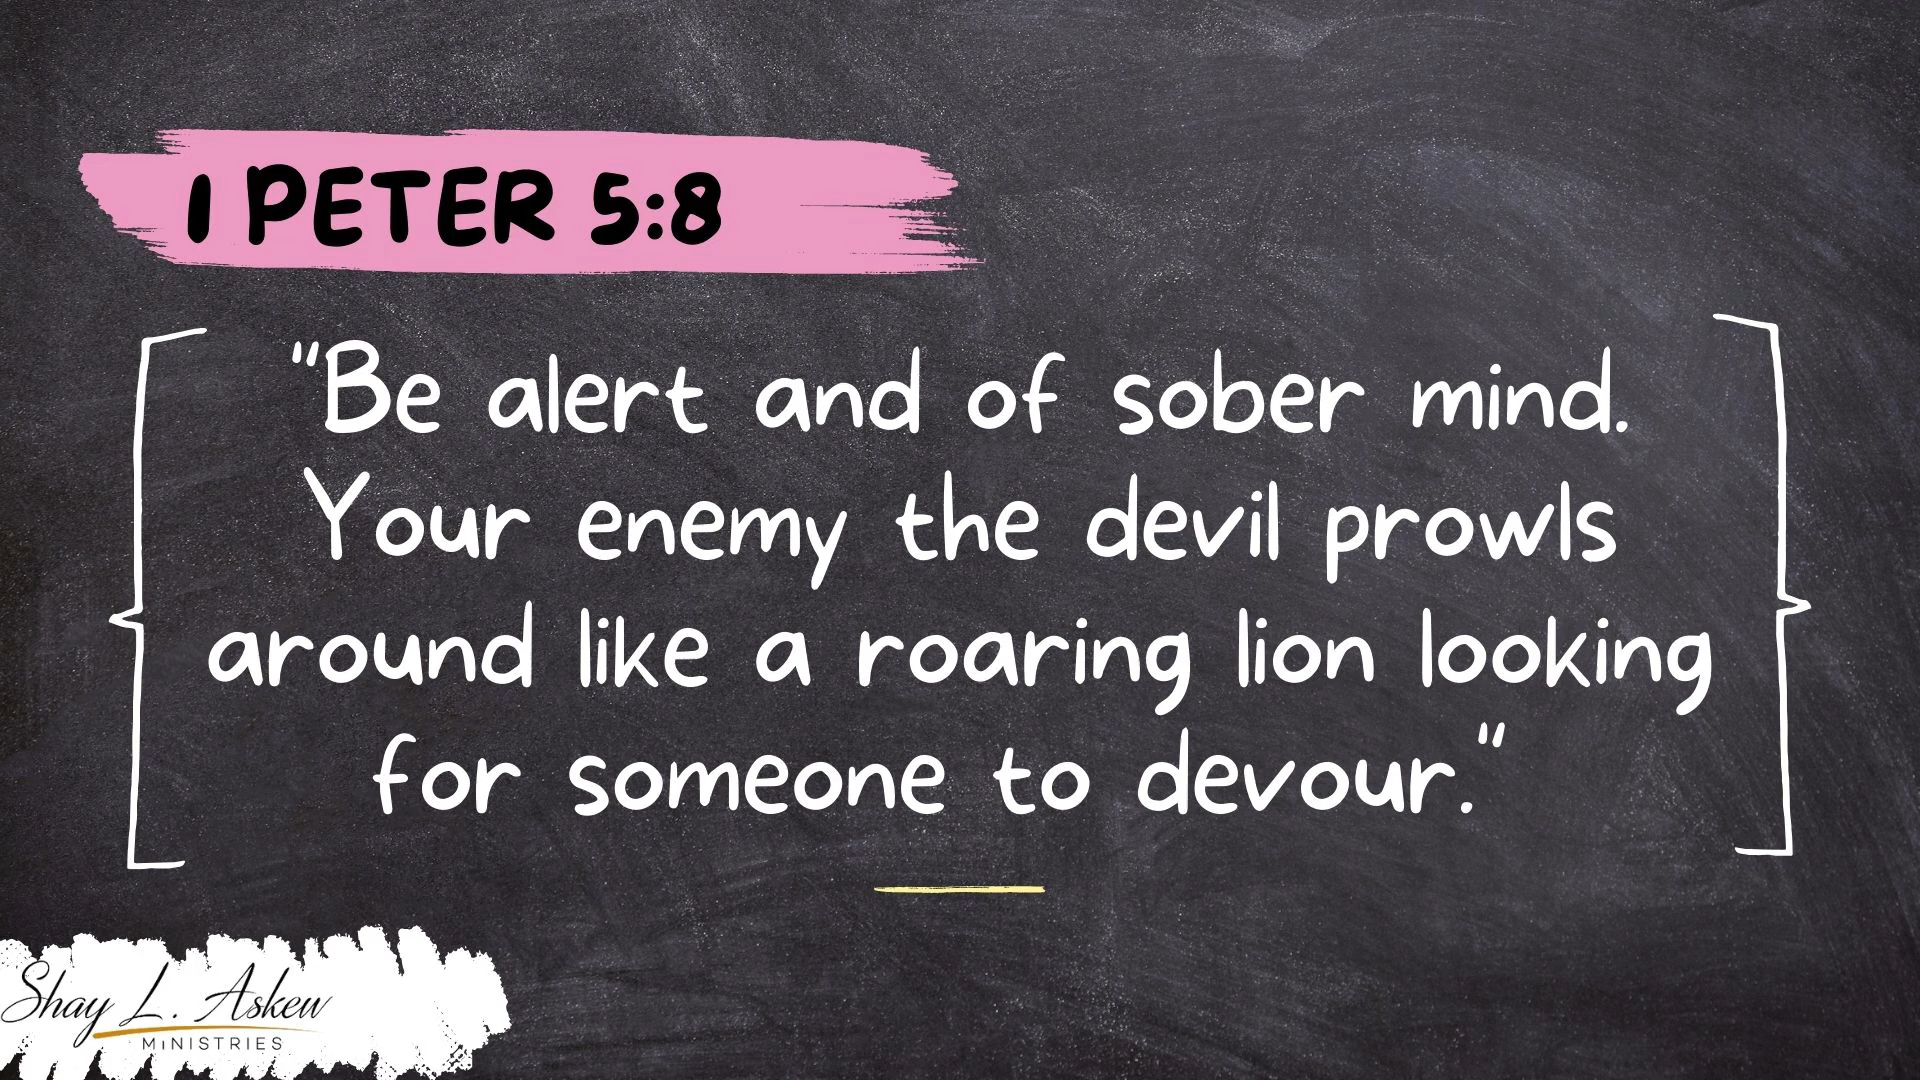 1 PETER 5:8
"Be alert and of sober mind.
Your enemy the devil prowls
around like a roaring lion looking
for someone to devour."
Shay L. Askew
MINISTRIES